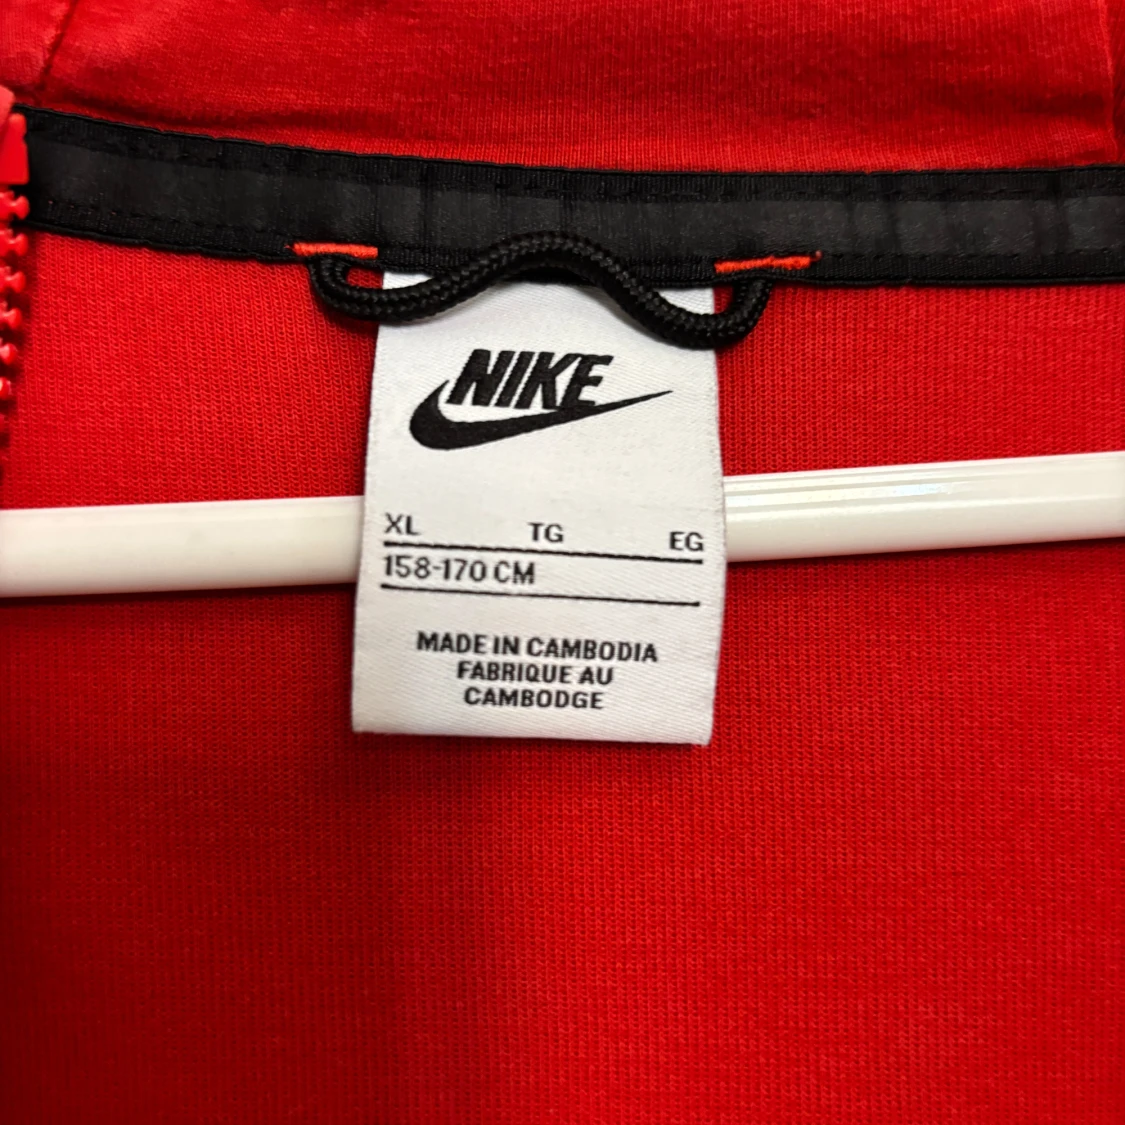 NIKE
XL TG EG
158-170 CM
MADE IN CAMBODIA
FABRIQUE AU
CAMBODGE